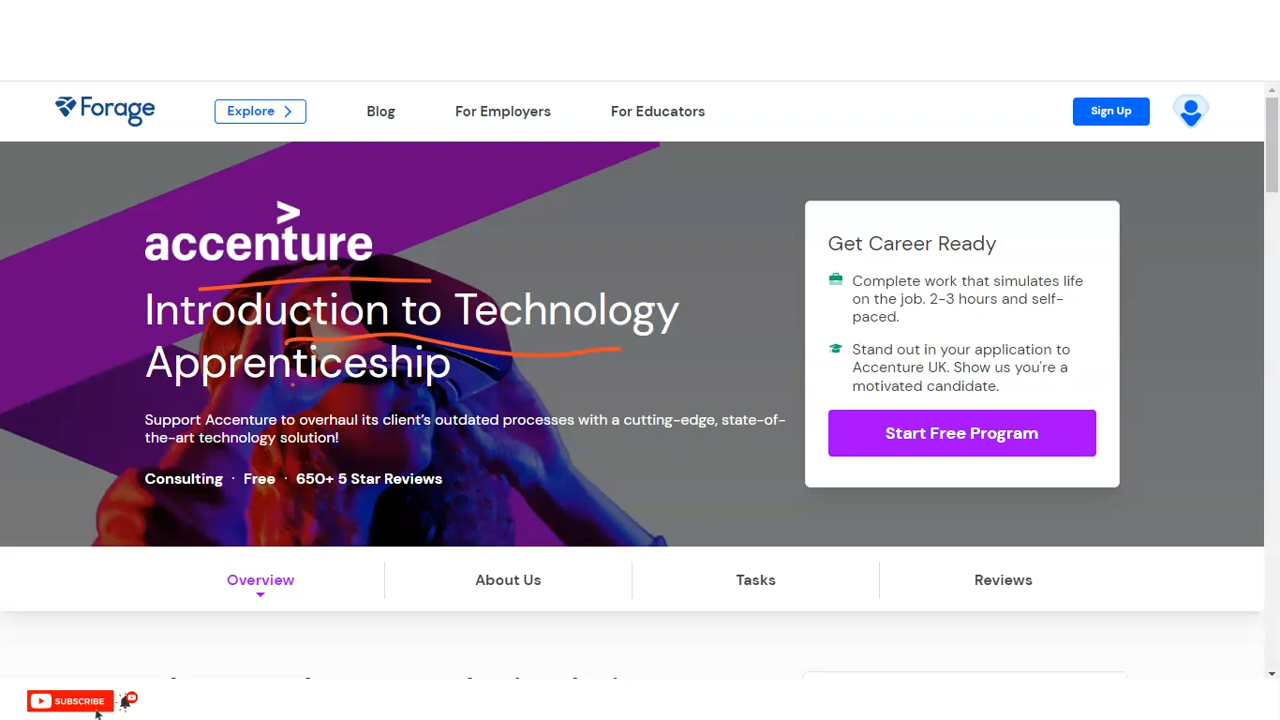 Forage
Explore
Blog
For Employers
For Educators
Sign Up
accenture
Introduction to Technology
Apprenticeship
Support Accenture to overhaul its client's outdated processes with a cutting-edge, state-of-
the-art technology solution!
Consulting · Free · 650+ 5 Star Reviews
Get Career Ready
Complete work that simulates life
on the job. 2-3 hours and self-
paced.
Stand out in your application to
Accenture UK. Show us you're a
motivated candidate.
Start Free Program
Overview
About Us
Tasks
Reviews
SUBSCRIBE